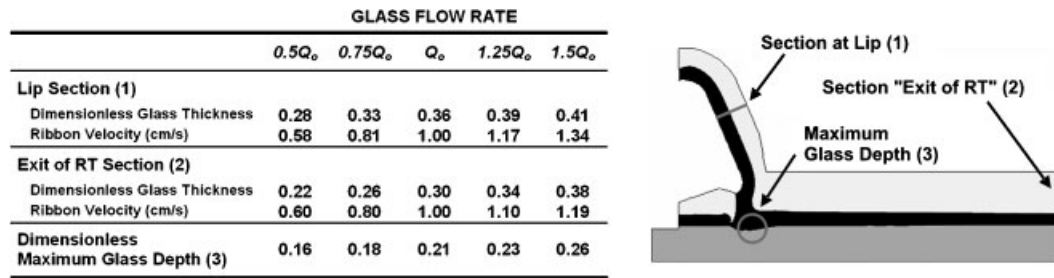 GLASS FLOW RATE
0.5Qo 0.75Qo Qo 1.25Qo 1.5Qo
Lip Section (1)
Dimensionless Glass Thickness 0.28 0.33 0.36 0.39 0.41
Ribbon Velocity (cm/s) 0.58 0.81 1.00 1.17 1.34
Exit of RT Section (2)
Dimensionless Glass Thickness 0.22 0.26 0.30 0.34 0.38
Ribbon Velocity (cm/s) 0.60 0.80 1.00 1.10 1.19
Dimensionless
Maximum Glass Depth (3) 0.16 0.18 0.21 0.23 0.26
Section at Lip (1)
Section "Exit of RT" (2)
Maximum
Glass Depth (3)